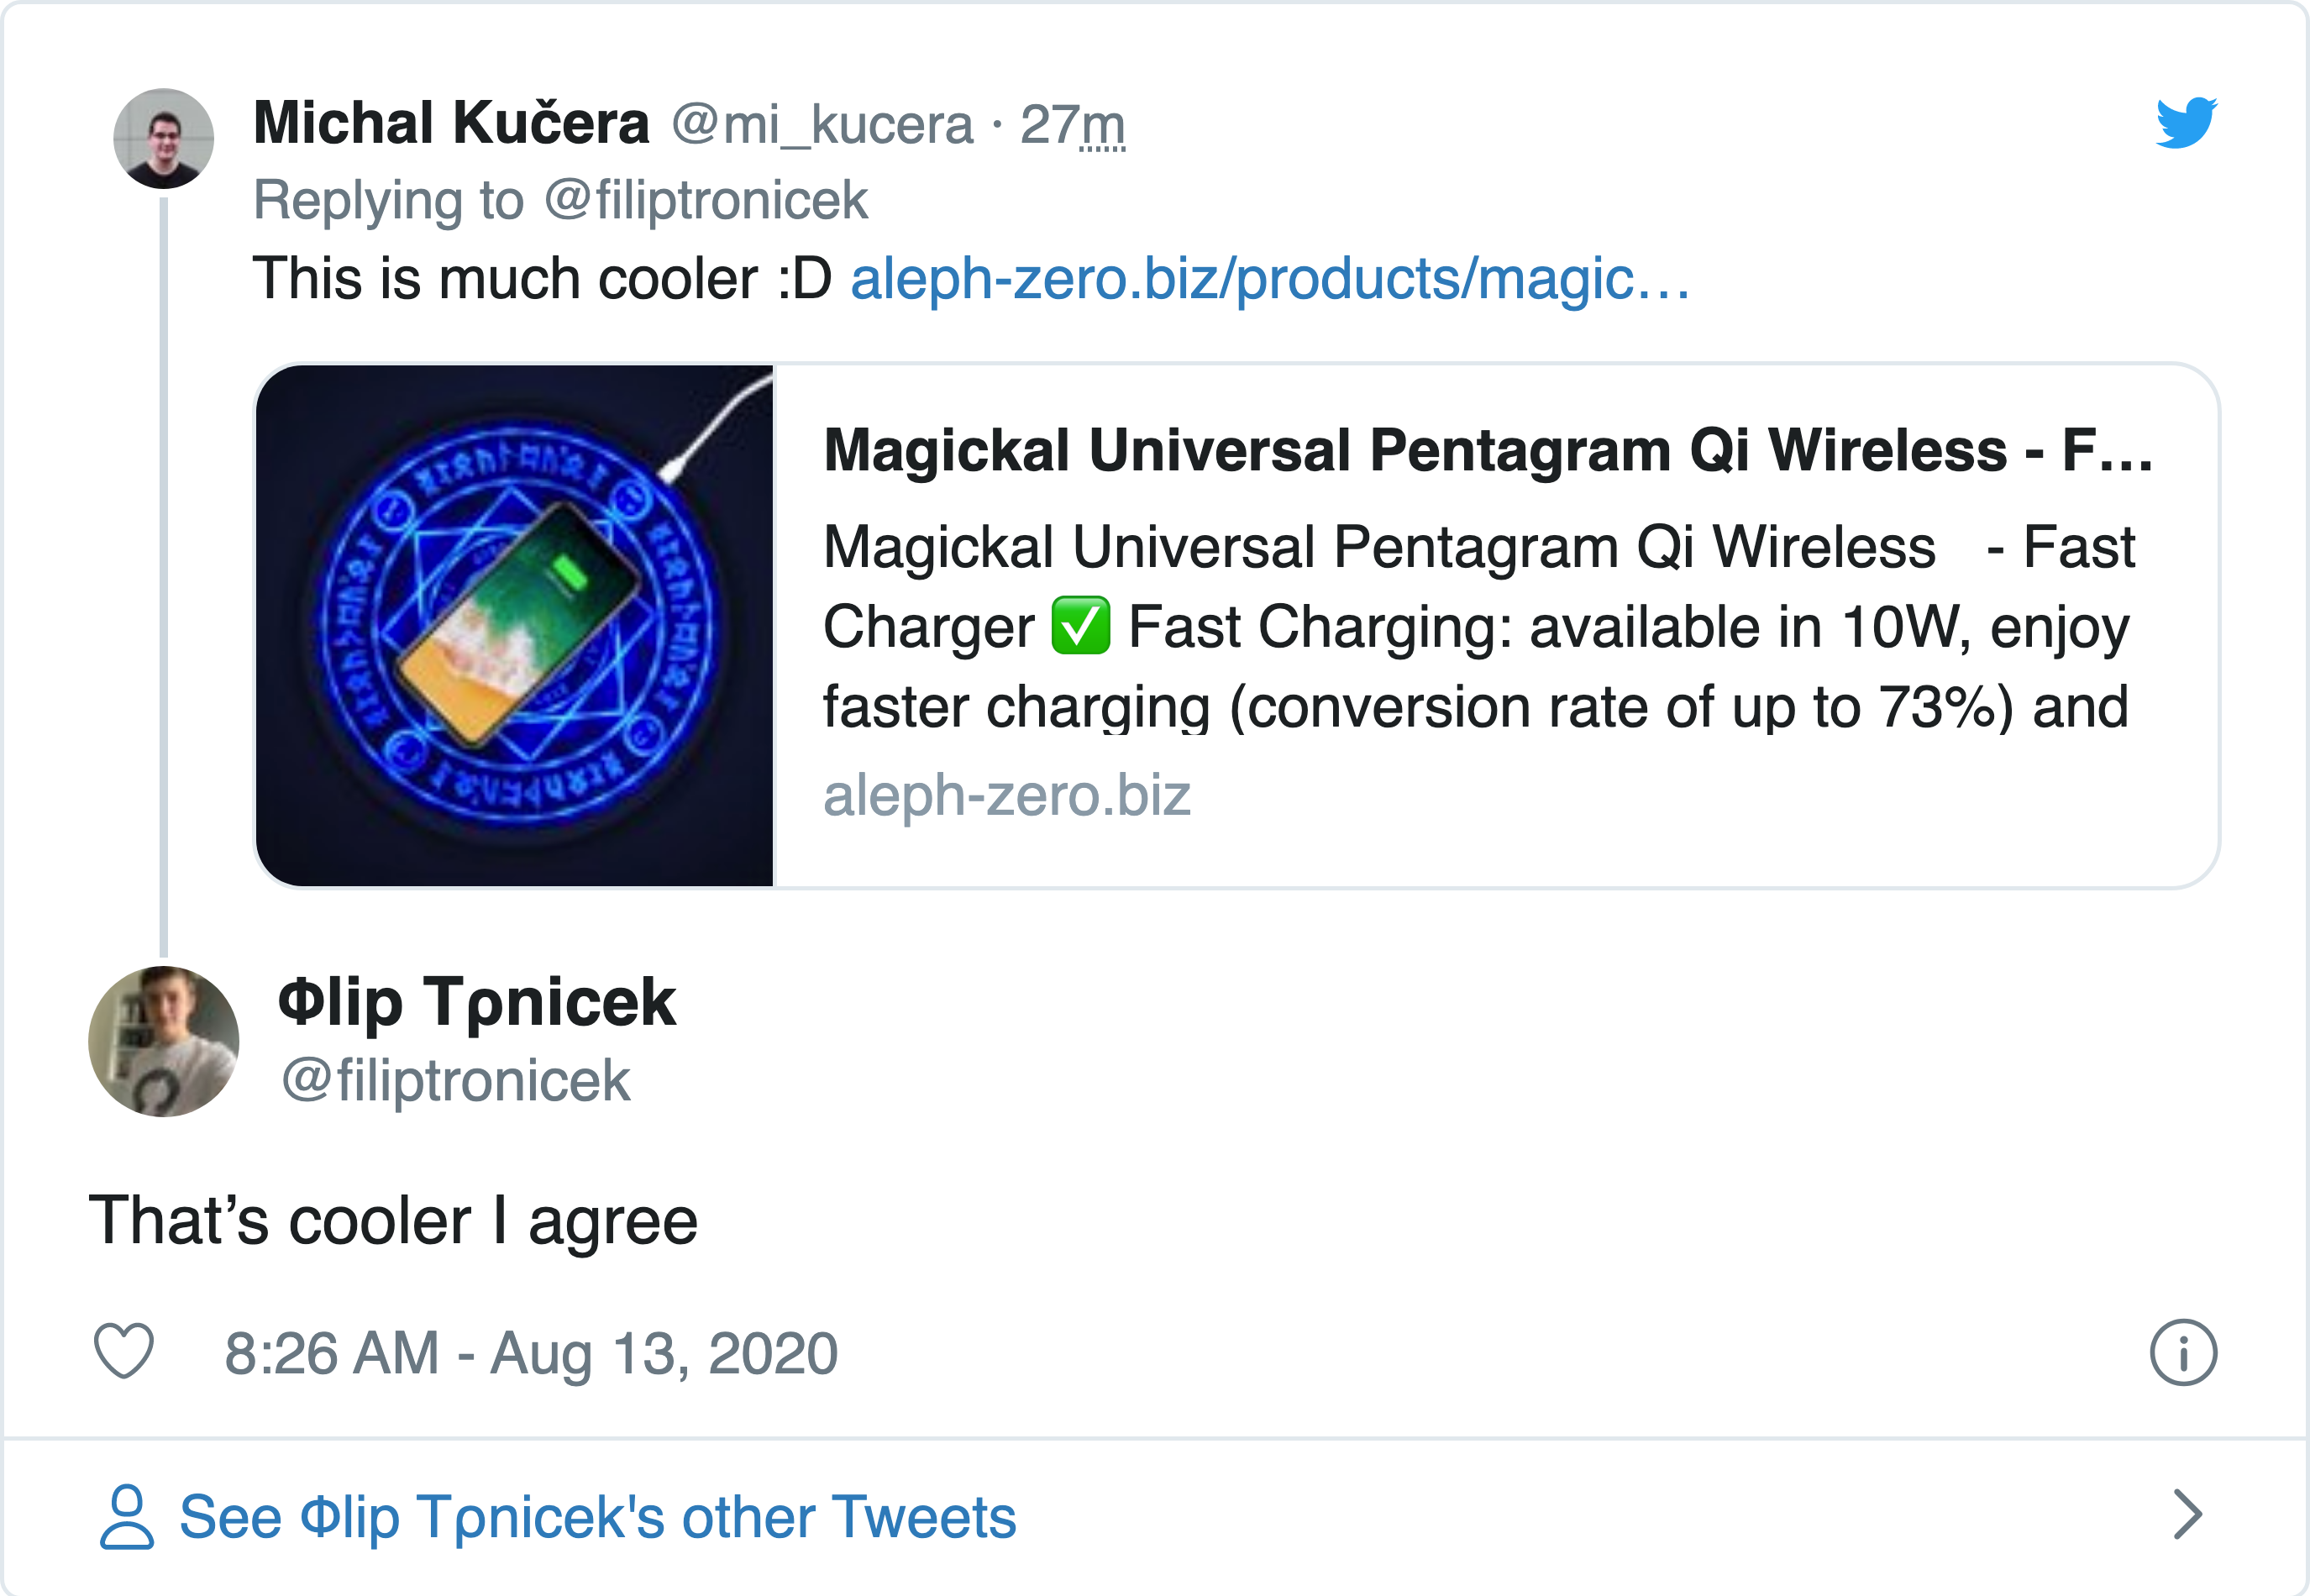 Michal Kučera @mi_kucera · 27m
Replying to @filiptronicek
This is much cooler :D aleph-zero.biz/products/magic…
Magickal Universal Pentagram Qi Wireless - F…
Magickal Universal Pentagram Qi Wireless - Fast
Charger ✅ Fast Charging: available in 10W, enjoy
faster charging (conversion rate of up to 73%) and
aleph-zero.biz
Φlip Tρnicek
@filiptronicek
That’s cooler I agree
8:26 AM - Aug 13, 2020
See Φlip Tρnicek's other Tweets